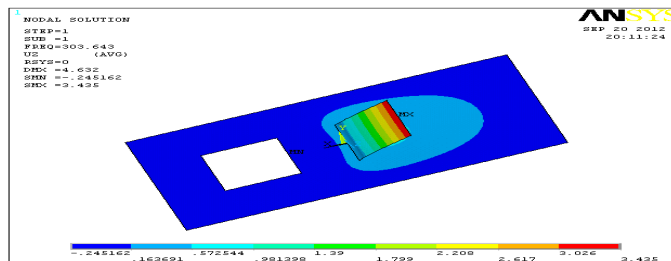 1
NODAL SOLUTION
STEP=1
SUB =1
FREQ=303.643
UZ (AVG)
RSYS=0
DMX =4.632
SMN =-.245162
SMX =3.435
ANSYS
SEP 20 2012
20:11:24
MX
MN
-.245162 .572544 1.39 2.208 3.026
.163691 .981398 1.799 2.617 3.435